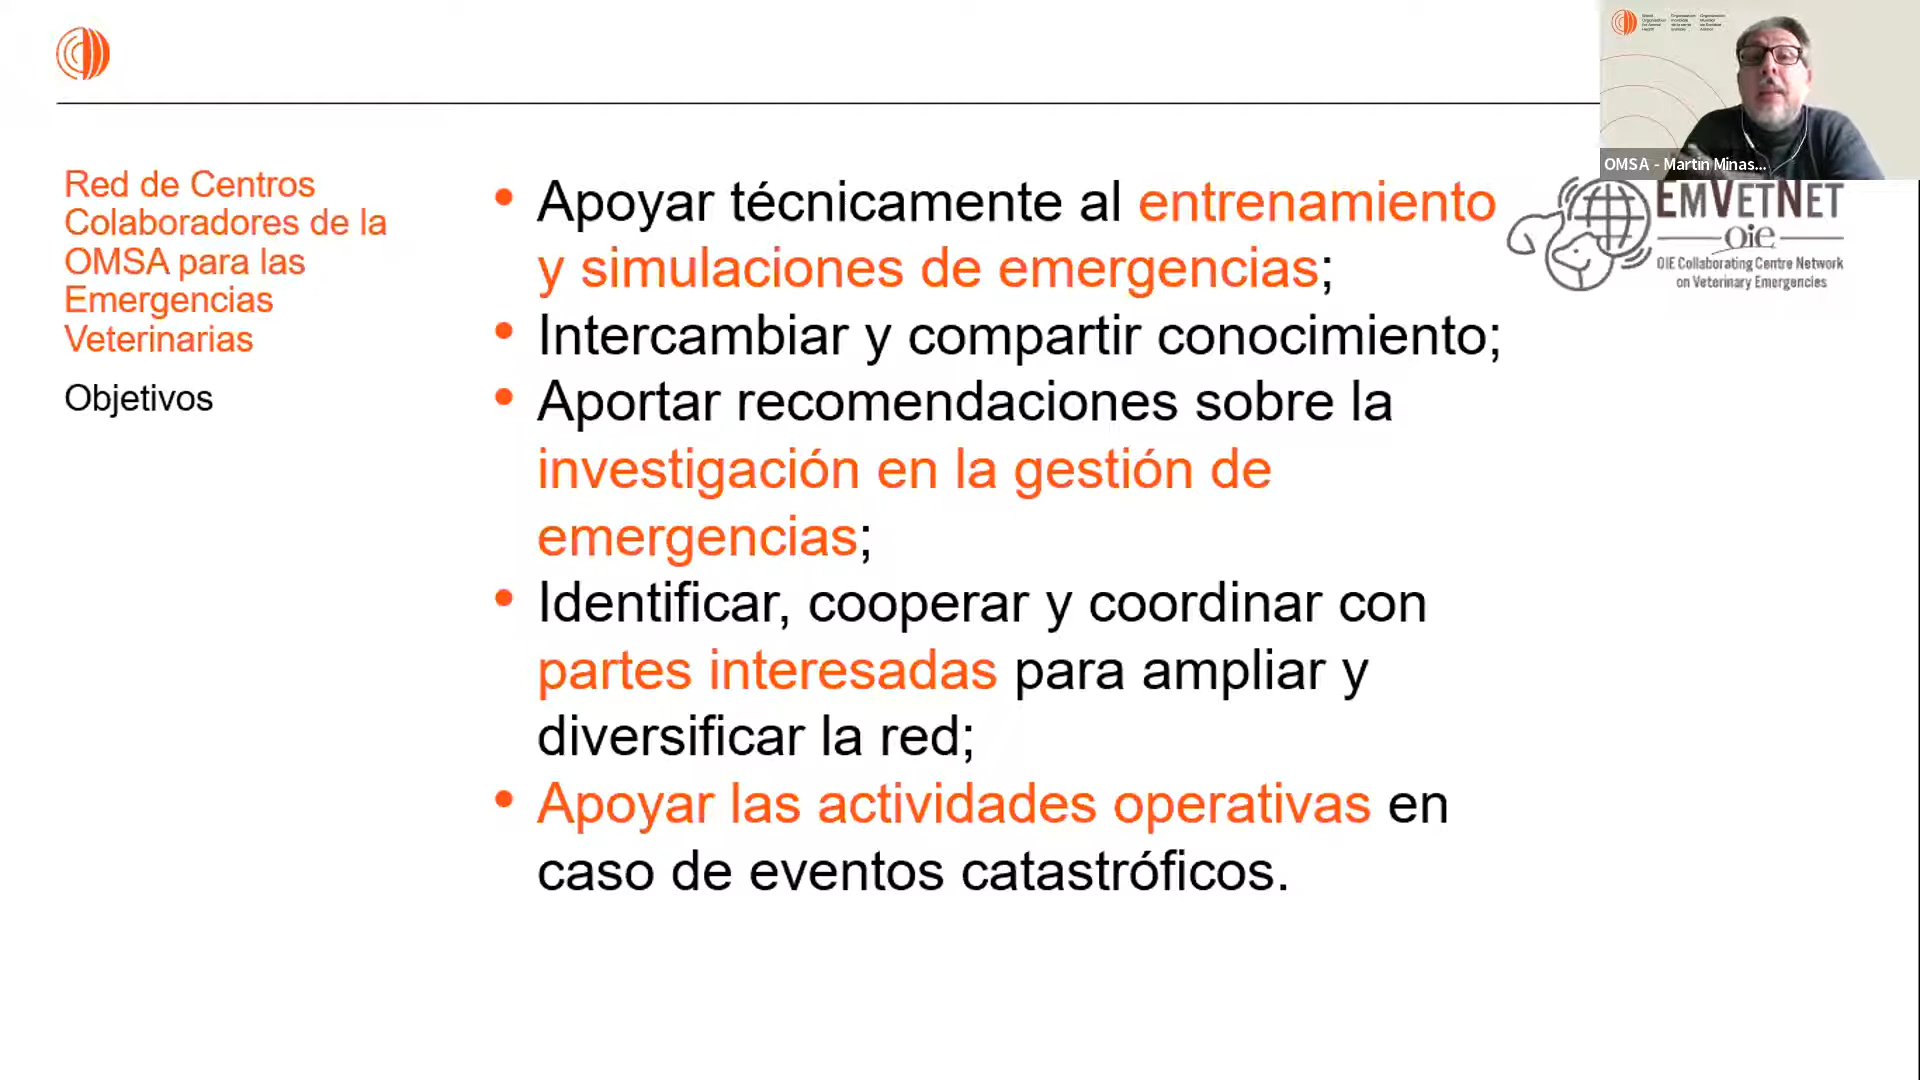 Red de Centros
Colaboradores de la
OMSA para las
Emergencias
Veterinarias
Objetivos
• Apoyar técnicamente al entrenamiento
y simulaciones de emergencias;
• Intercambiar y compartir conocimiento;
• Aportar recomendaciones sobre la
investigación en la gestión de
emergencias;
• Identificar, cooperar y coordinar con
partes interesadas para ampliar y
diversificar la red;
• Apoyar las actividades operativas en
caso de eventos catastróficos.
OMSA - Martin Minas...
EMVETNET
OIE
OIE Collaborating Centre Network
on Veterinary Emergencies